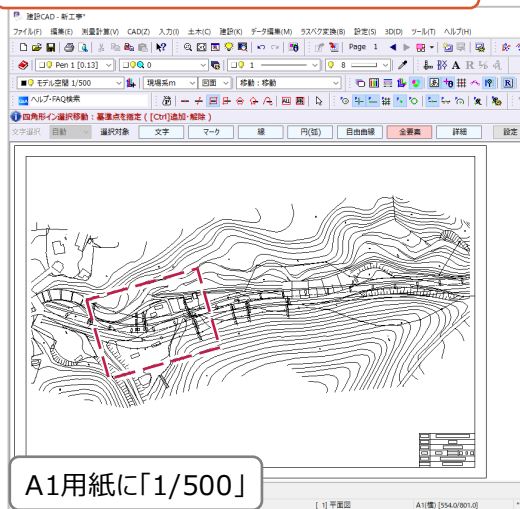 建設CAD - 新工事*
ファイル(F) 編集(E) 測量計算(V) CAD(Z) 入力(I) 土木(C) 建設(K) データ編集(M) ラスベク変換(B) 設定(S) 3D(D) ツール(T) ヘルプ(H)
Page 1
Pen 1 [0.13] 0 1 8 A R
モデル空間 1/500 現場系m 図面 移動：移動
ヘルプ・FAQ検索
四角形イン選択移動：基準点を指定 ( [Ctrl]追加・解除 )
文字選択 自動 選択対象 文字 マーク 線 円(弧) 自由曲線 全要素 詳細 設定
A1用紙に「1/500」
[ 1] 平面図 A1(横) [554.0/801.0]